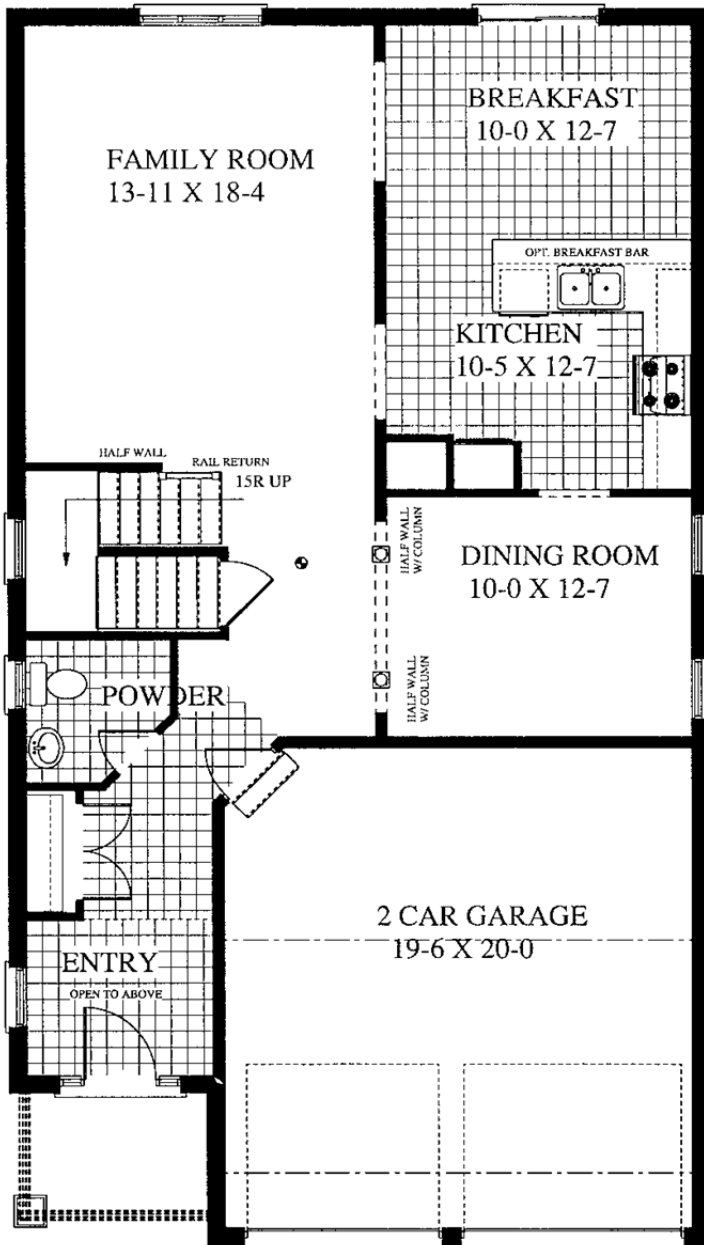 BREAKFAST
10-0 X 12-7
FAMILY ROOM
13-11 X 18-4
OPT. BREAKFAST BAR
KITCHEN
10-5 X 12-7
HALF WALL
RAIL RETURN
15R UP
HALF WALL
W/ COLUMN
DINING ROOM
10-0 X 12-7
HALF WALL
W/ COLUMN
POWDER
2 CAR GARAGE
19-6 X 20-0
ENTRY
OPEN TO ABOVE